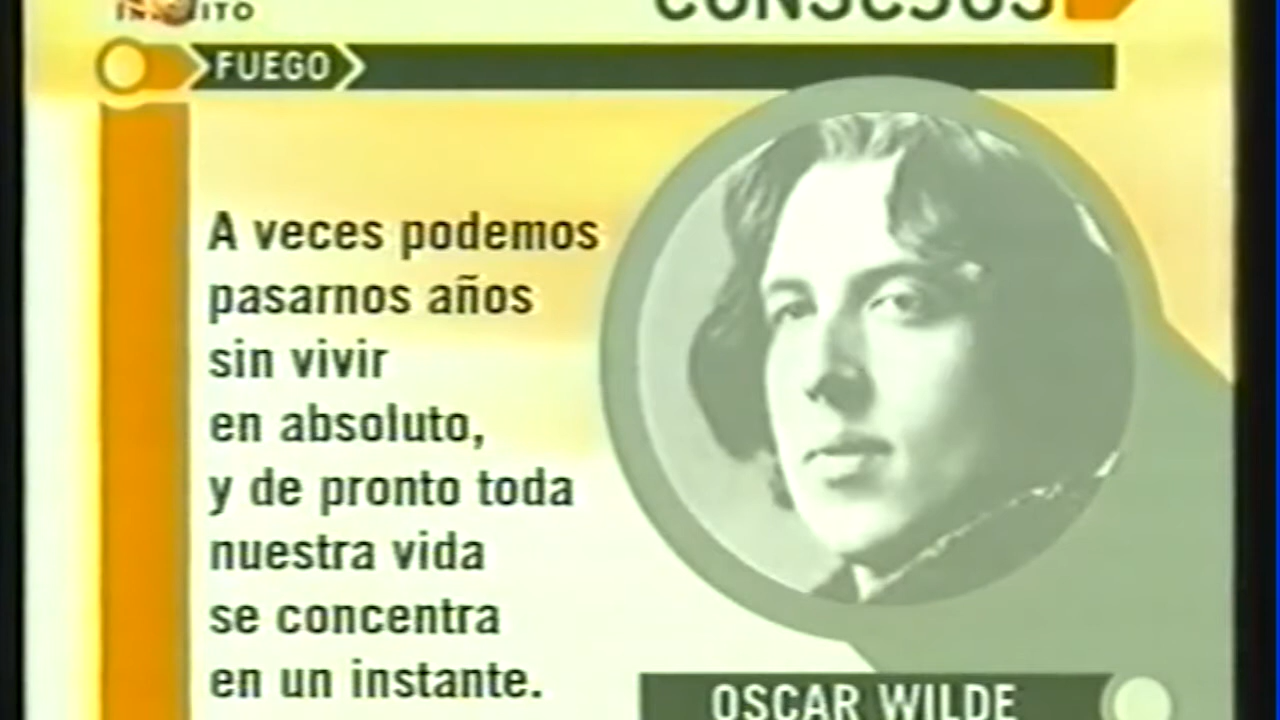 CONSEJOS
FUEGO
A veces podemos
pasarnos años
sin vivir
en absoluto,
y de pronto toda
nuestra vida
se concentra
en un instante.
OSCAR WILDE